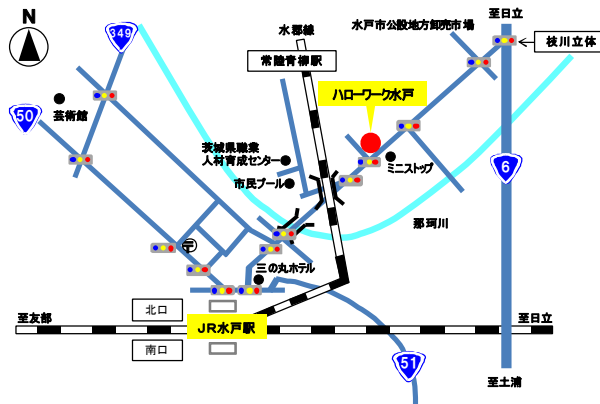 N
水郡線
水戸市公設地方卸売市場
至日立
349
常陸青柳駅
枝川立体
ハローワーク水戸
50
芸術館
茨城県職業
人材育成センター
ミニストップ
6
市民プール
那珂川
〒
三の丸ホテル
北口
至友部
JR水戸駅
至日立
南口
51
至土浦